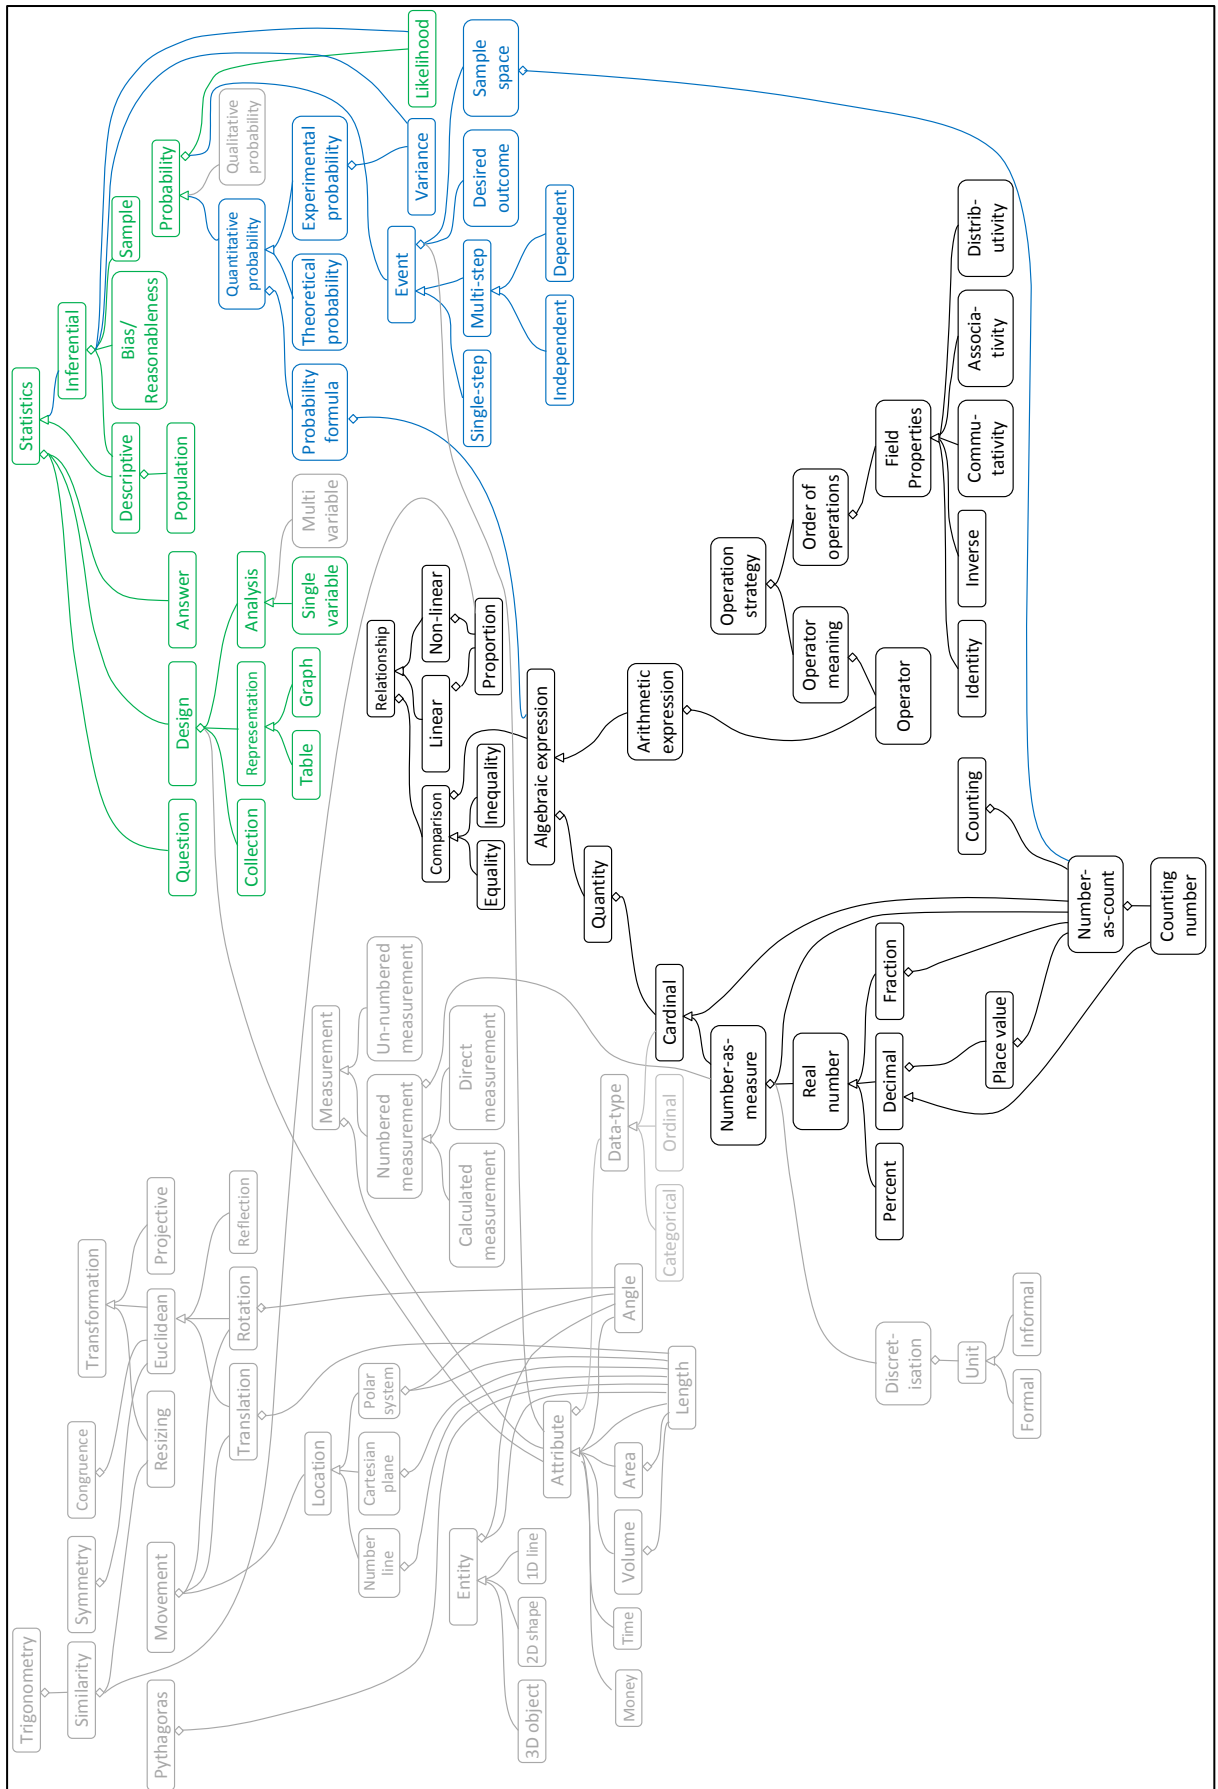 Trigonometry
Similarity
Symmetry
Congruence
Transformation
Pythagoras
Movement
Resizing
Euclidean
Projective
Translation
Rotation
Reflection
Location
Number
line
Cartesian
plane
Polar
system
Entity
3D object
2D shape
1D line
Attribute
Money
Time
Volume
Area
Angle
Length
Measurement
Numbered
measurement
Un-numbered
measurement
Calculated
measurement
Direct
measurement
Data-type
Categorical
Ordinal
Cardinal
Discret-
isation
Unit
Formal
Informal
Statistics
Inferential
Descriptive
Population
Bias/
Reasonableness
Sample
Question
Design
Answer
Collection
Representation
Analysis
Table
Graph
Single
variable
Multi
variable
Probability
Quantitative
probability
Qualitative
probability
Probability
formula
Theoretical
probability
Experimental
probability
Likelihood
Variance
Event
Single-step
Multi-step
Desired
outcome
Sample
space
Independent
Dependent
Relationship
Comparison
Linear
Non-linear
Equality
Inequality
Proportion
Algebraic expression
Quantity
Arithmetic
expression
Number-as-
measure
Real
number
Percent
Decimal
Fraction
Place value
Counting
Number-
as-count
Counting
number
Operation
strategy
Operator
meaning
Order of
operations
Operator
Field
Properties
Identity
Inverse
Commu-
tativity
Associa-
tivity
Distrib-
utivity